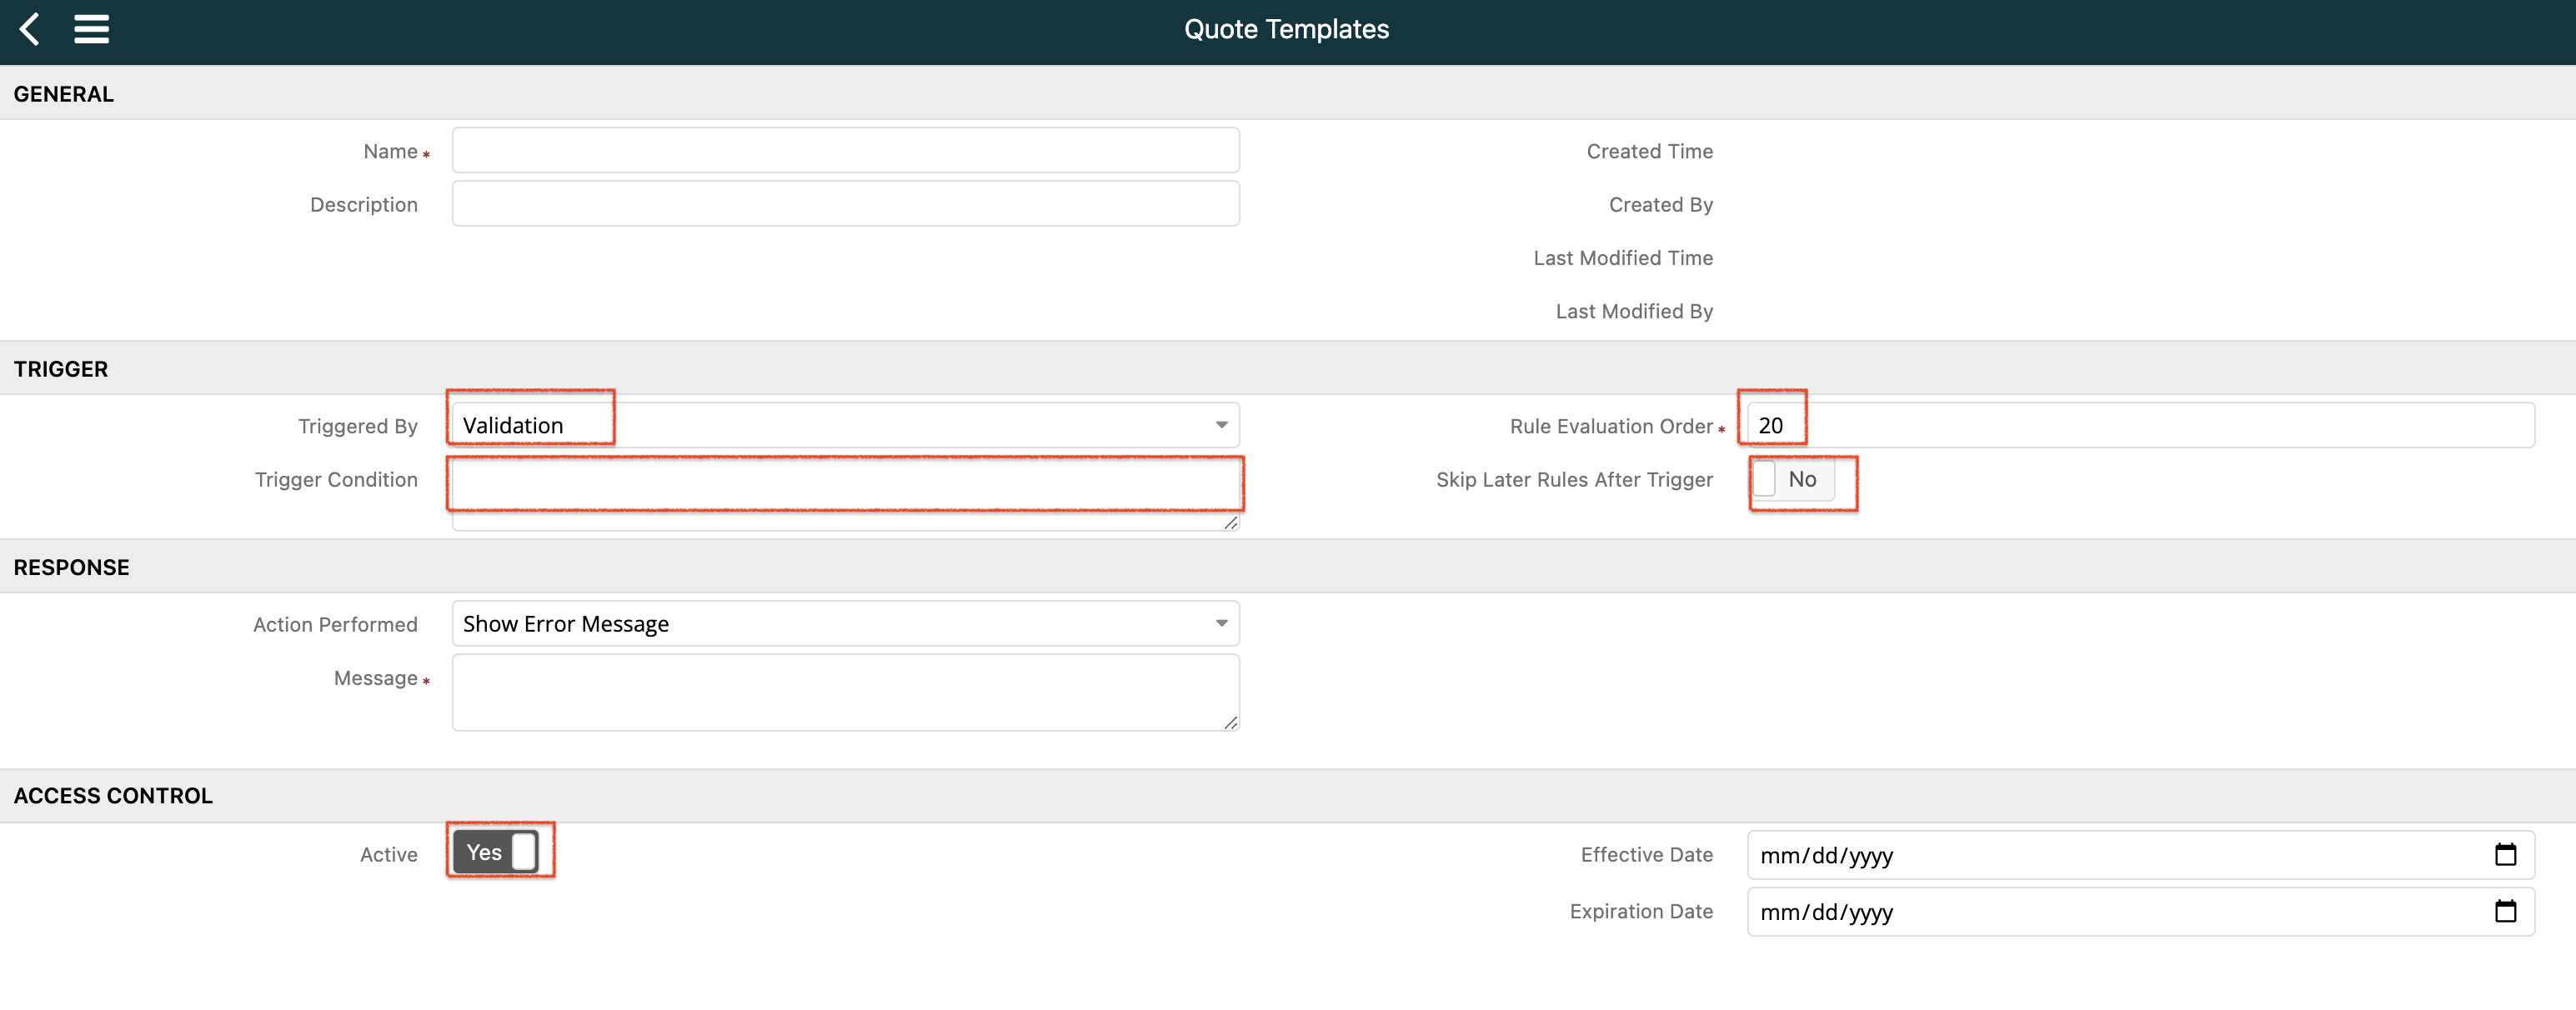 Quote Templates
GENERAL
Name *
Created Time
Description
Created By
Last Modified Time
Last Modified By
TRIGGER
Triggered By Validation
Rule Evaluation Order * 20
Trigger Condition
Skip Later Rules After Trigger No
RESPONSE
Action Performed Show Error Message
Message *
ACCESS CONTROL
Active Yes
Effective Date mm/dd/yyyy
Expiration Date mm/dd/yyyy